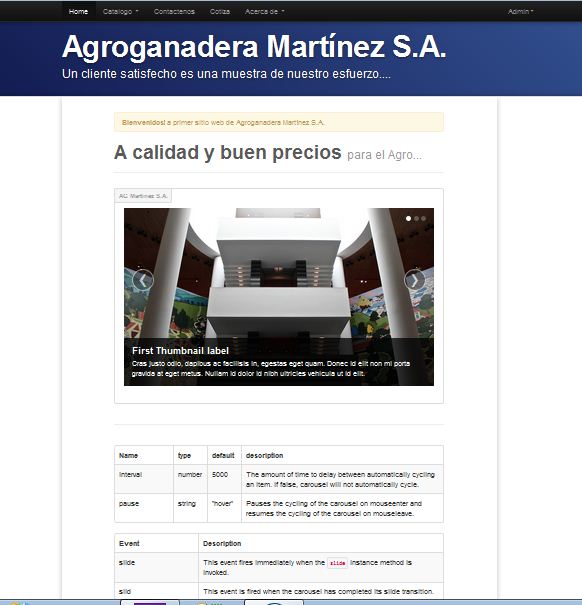 Home Catálogo Contactenos Cotiza Acerca de Admin
Agroganadera Martínez S.A.
Un cliente satisfecho es una muestra de nuestro esfuerzo....
Bienvenidos! a primer sitio web de Agroganadera Martínez S.A.
A calidad y buen precios para el Agro...
AG Martínez S.A.
First Thumbnail label
Cras justo odio, dapibus ac facilisis in, egestas eget quam. Donec id elit non mi porta
gravida at eget metus. Nullam id dolor id nibh ultricies vehicula ut id elit.
Name type default description
interval number 5000 The amount of time to delay between automatically cycling
an item. If false, carousel will not automatically cycle.
pause string "hover" Pauses the cycling of the carousel on mouseenter and
resumes the cycling of the carousel on mouseleave.
Event Description
slide This event fires immediately when the slide instance method is
invoked.
slid This event is fired when the carousel has completed its slide transition.